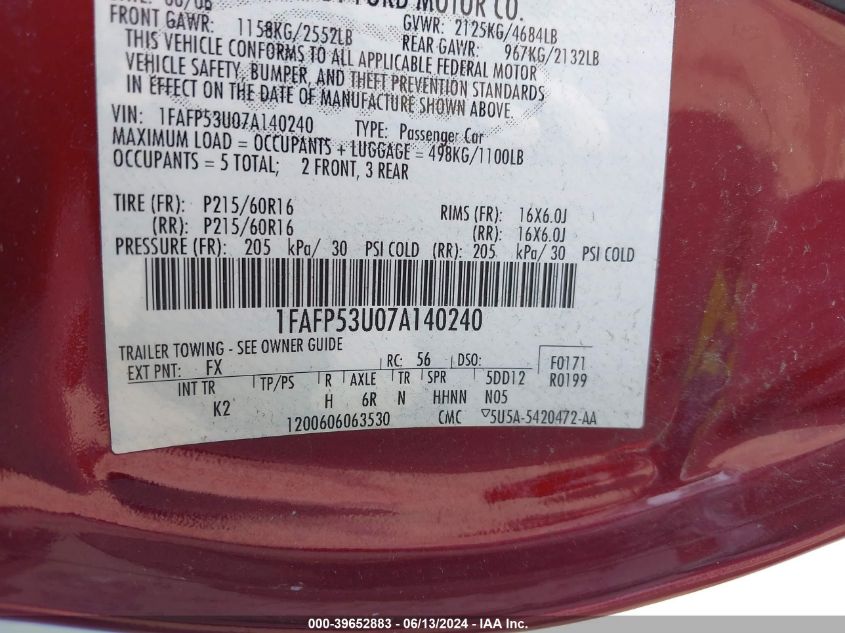 FORD MOTOR CO.
FRONT GAWR: 1158KG/2552LB GVWR: 2125KG/4684LB
REAR GAWR: 967KG/2132LB
THIS VEHICLE CONFORMS TO ALL APPLICABLE FEDERAL MOTOR
VEHICLE SAFETY, BUMPER, AND THEFT PREVENTION STANDARDS
IN EFFECT ON THE DATE OF MANUFACTURE SHOWN ABOVE.
VIN: 1FAFP53U07A140240 TYPE: Passenger Car
MAXIMUM LOAD = OCCUPANTS + LUGGAGE = 498KG/1100LB
OCCUPANTS = 5 TOTAL; 2 FRONT, 3 REAR
TIRE (FR): P215/60R16 RIMS (FR): 16X6.0J
(RR): P215/60R16 (RR): 16X6.0J
PRESSURE (FR): 205 kPa/ 30 PSI COLD (RR): 205 kPa/ 30 PSI COLD
1FAFP53U07A140240
TRAILER TOWING - SEE OWNER GUIDE
EXT PNT: FX RC: 56 DSO: F0171
INT TR TP/PS R AXLE TR SPR 5DD12 R0199
K2 H 6R N HHNN N05
1200606063530 CMC ▽5U5A-5420472-AA
000-39652883 - 06/13/2024 - IAA Inc.